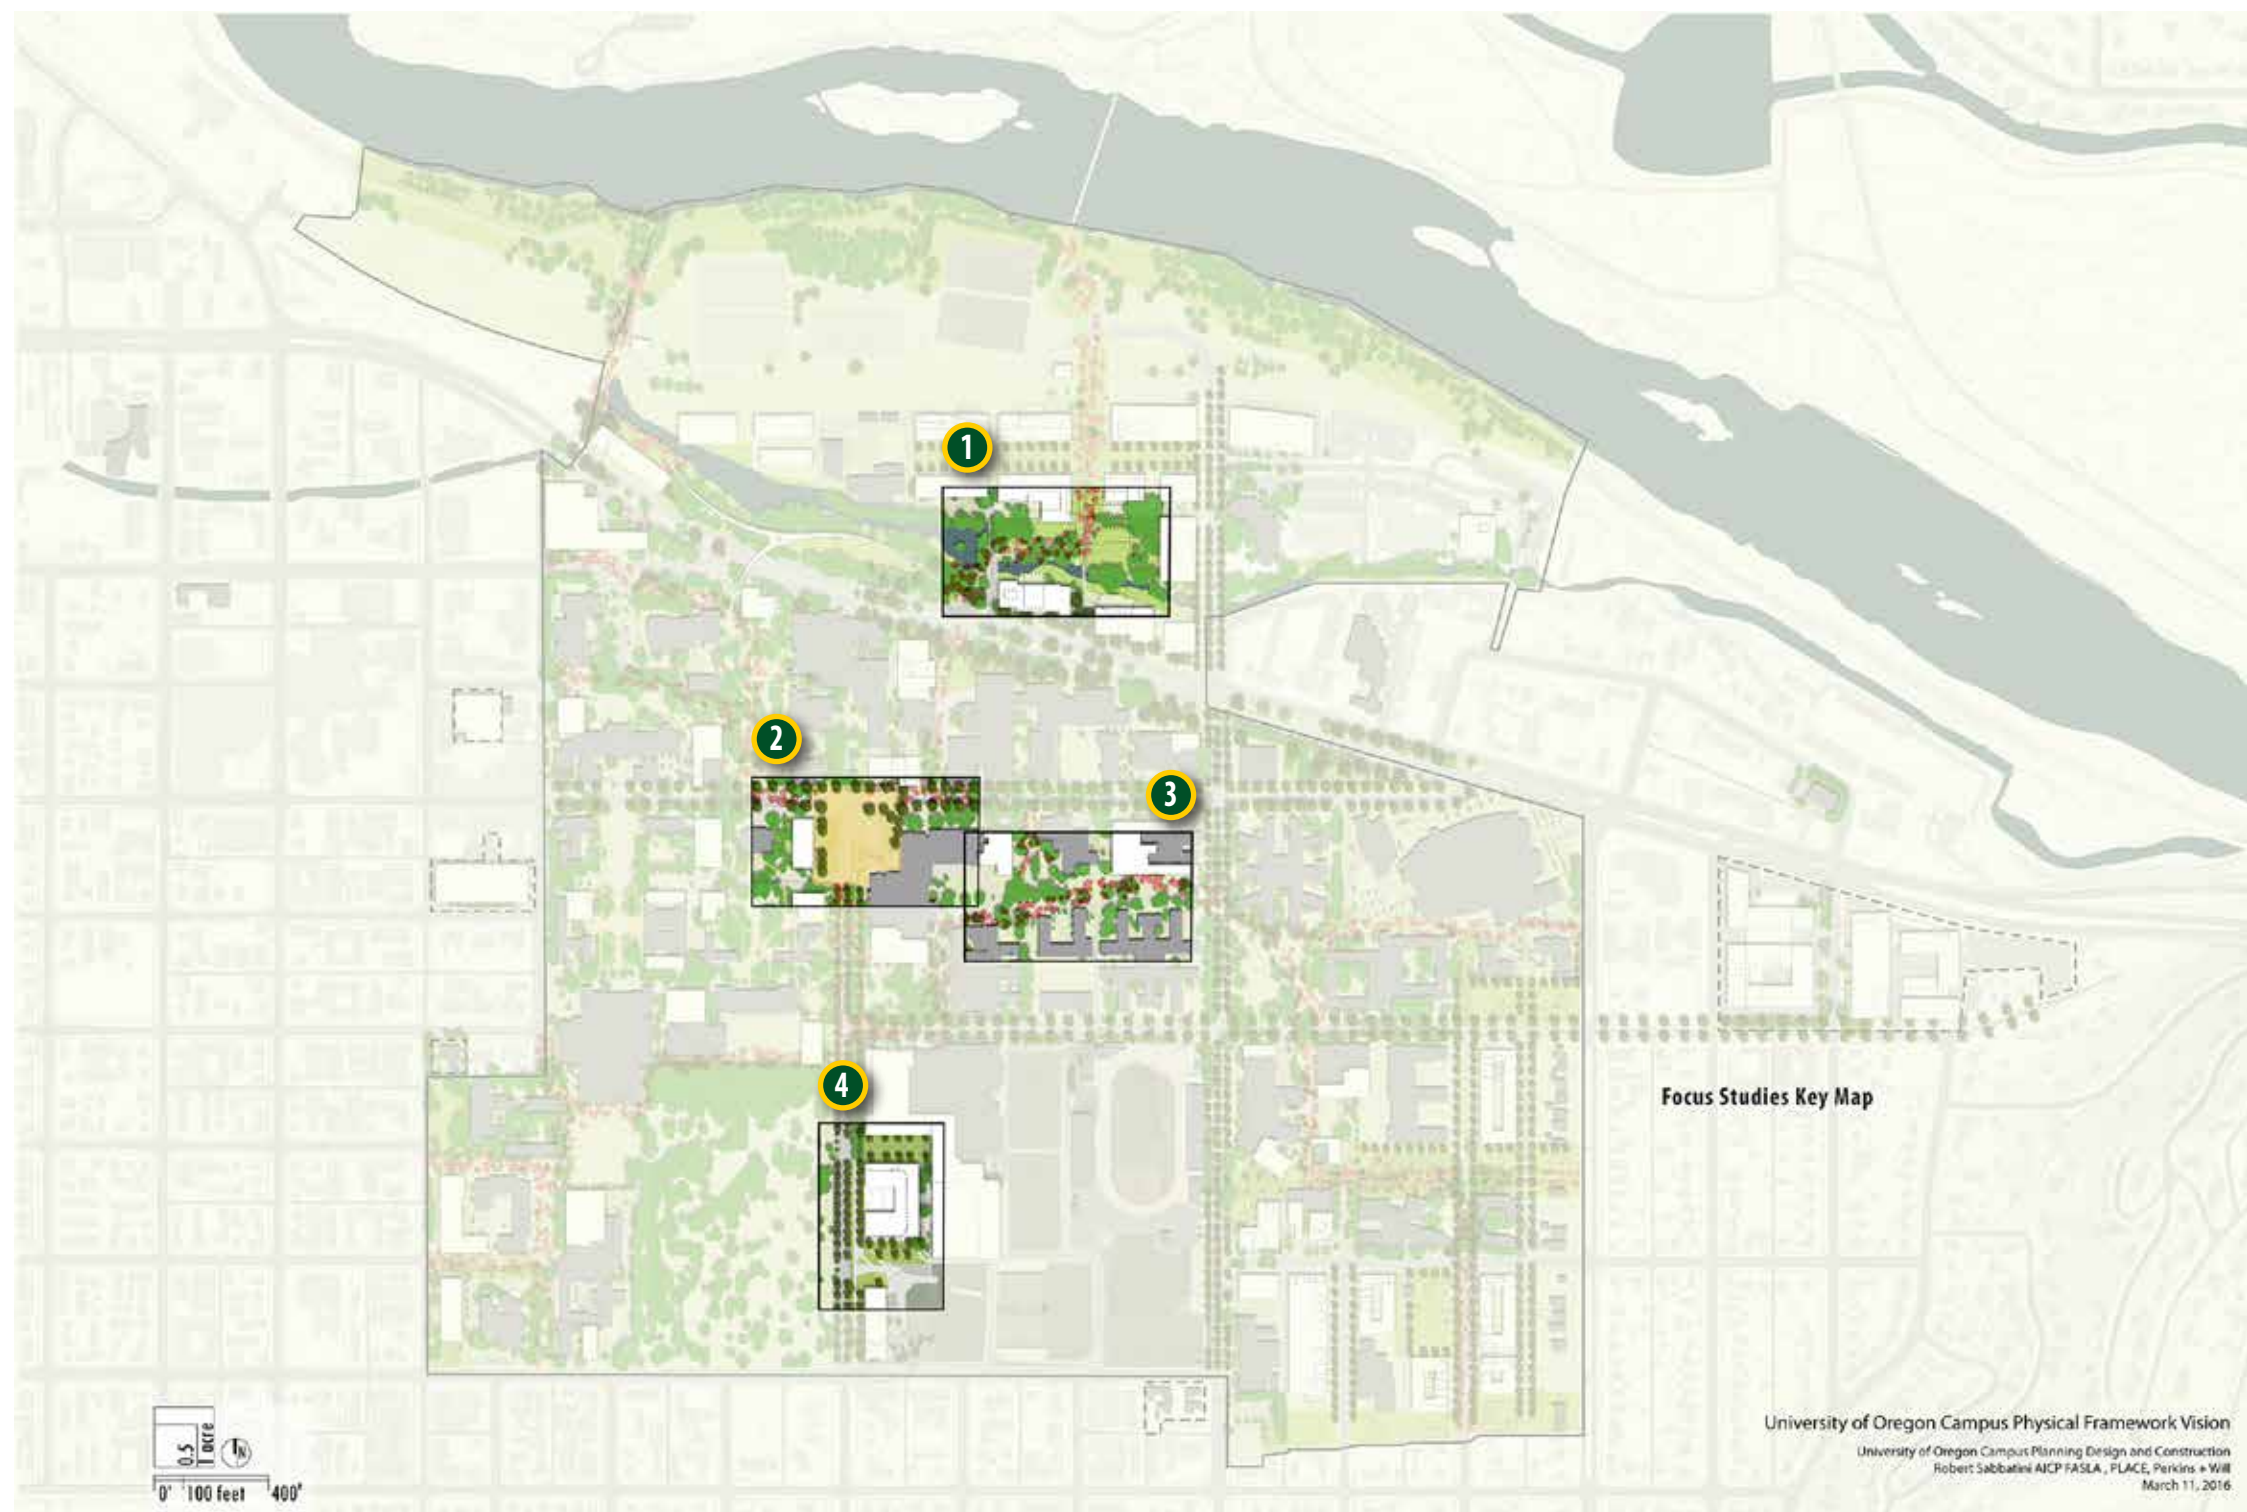 1
2
3
4
Focus Studies Key Map
0.5
1 acre
N
0' 100 feet 400'
University of Oregon Campus Physical Framework Vision
University of Oregon Campus Planning Design and Construction
Robert Sabbatini AICP FASLA , PLACE, Perkins + Will
March 11, 2016